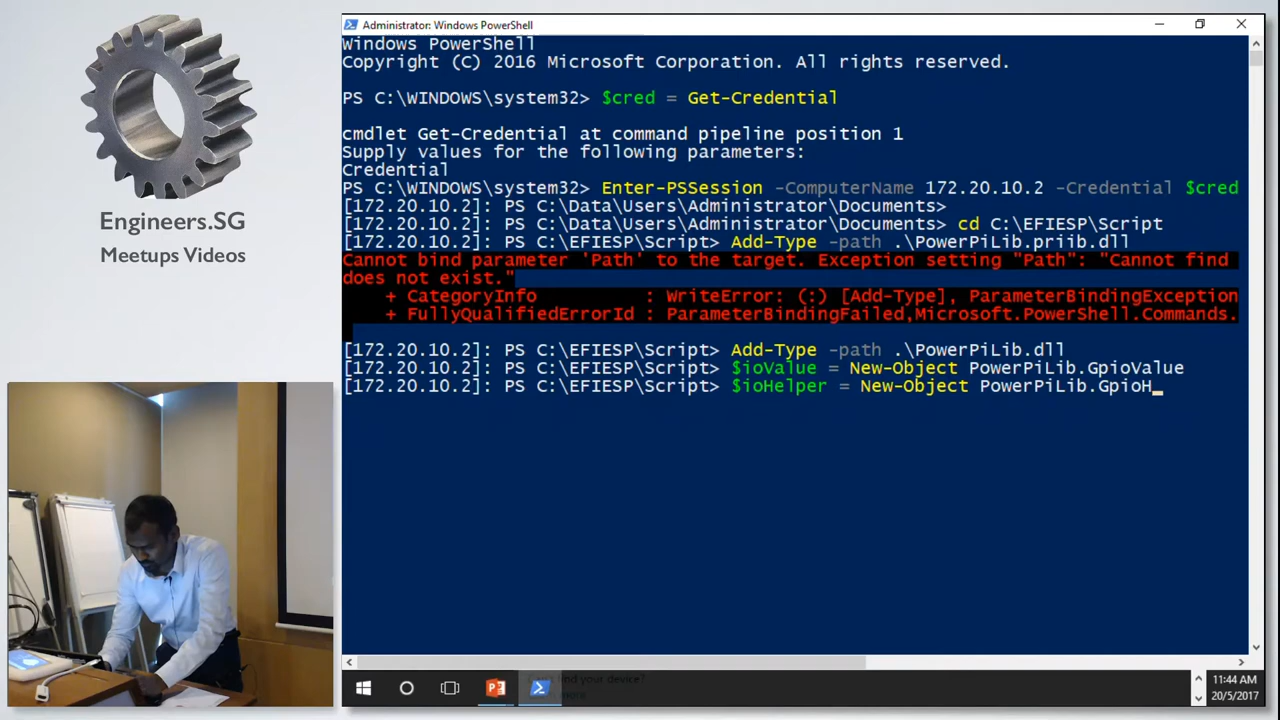 Engineers.SG
Meetups Videos
Administrator: Windows PowerShell
Windows PowerShell
Copyright (C) 2016 Microsoft Corporation. All rights reserved.
PS C:\WINDOWS\system32> $cred = Get-Credential
cmdlet Get-Credential at command pipeline position 1
Supply values for the following parameters:
Credential
PS C:\WINDOWS\system32> Enter-PSSession -ComputerName 172.20.10.2 -Credential $cred
[172.20.10.2]: PS C:\Data\Users\Administrator\Documents>
[172.20.10.2]: PS C:\Data\Users\Administrator\Documents> cd C:\EFIESP\Script
[172.20.10.2]: PS C:\EFIESP\Script> Add-Type -path .\PowerPiLib.priib.dll
Cannot bind parameter 'Path' to the target. Exception setting "Path": "Cannot find
does not exist."
+ CategoryInfo : WriteError: (:) [Add-Type], ParameterBindingException
+ FullyQualifiedErrorId : ParameterBindingFailed,Microsoft.PowerShell.Commands.
[172.20.10.2]: PS C:\EFIESP\Script> Add-Type -path .\PowerPiLib.dll
[172.20.10.2]: PS C:\EFIESP\Script> $ioValue = New-Object PowerPiLib.GpioValue
[172.20.10.2]: PS C:\EFIESP\Script> $ioHelper = New-Object PowerPiLib.GpioH_
find your device?
11:44 AM
20/5/2017